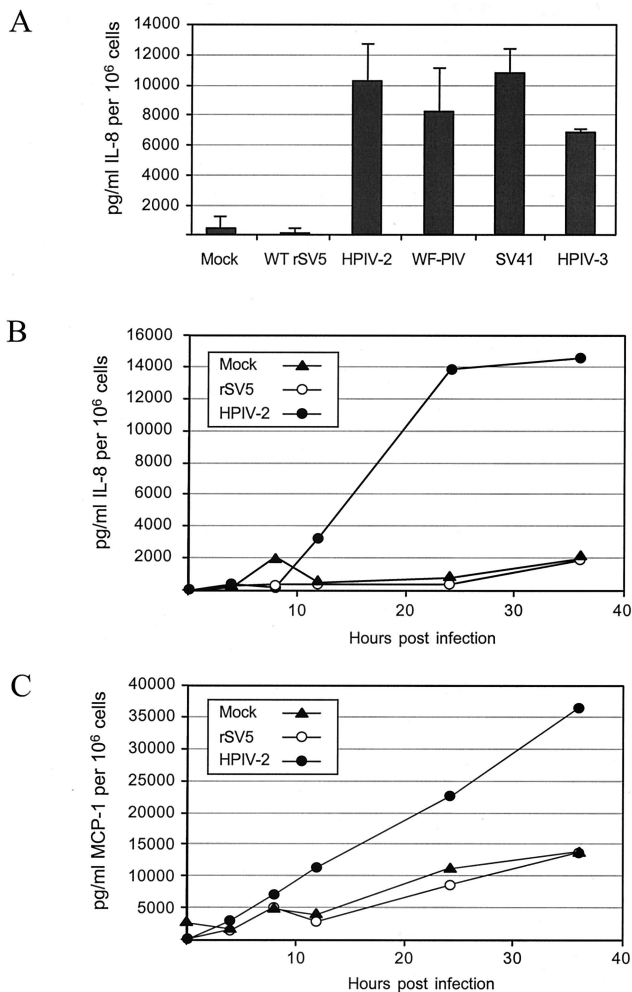 A
pg/ml IL-8 per 10⁶ cells
14000
12000
10000
8000
6000
4000
2000
Mock WT rSV5 HPIV-2 WF-PIV SV41 HPIV-3
B
pg/ml IL-8 per 10⁶ cells
16000
14000
12000
10000
8000
6000
4000
2000
Mock
rSV5
HPIV-2
10 20 30 40
Hours post infection
C
pg/ml MCP-1 per 10⁶ cells
40000
35000
30000
25000
20000
15000
10000
5000
Mock
rSV5
HPIV-2
10 20 30 40
Hours post infection